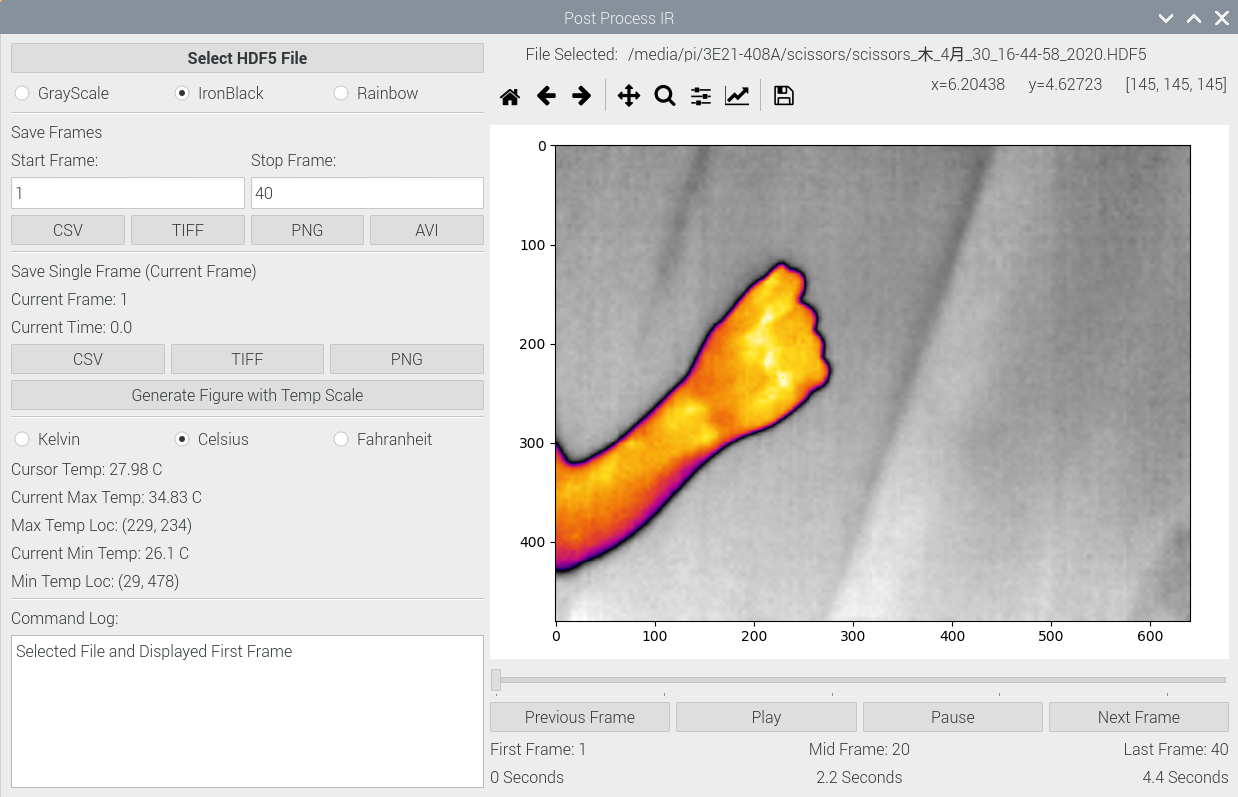 Post Process IR
Select HDF5 File
GrayScale IronBlack Rainbow
Save Frames
Start Frame: Stop Frame:
1 40
CSV TIFF PNG AVI
Save Single Frame (Current Frame)
Current Frame: 1
Current Time: 0.0
CSV TIFF PNG
Generate Figure with Temp Scale
Kelvin Celsius Fahranheit
Cursor Temp: 27.98 C
Current Max Temp: 34.83 C
Max Temp Loc: (229, 234)
Current Min Temp: 26.1 C
Min Temp Loc: (29, 478)
Command Log:
Selected File and Displayed First Frame
File Selected: /media/pi/3E21-408A/scissors/scissors_木_4月_30_16-44-58_2020.HDF5
x=6.20438 y=4.62723 [145, 145, 145]
0
100
200
300
400
0 100 200 300 400 500 600
Previous Frame Play Pause Next Frame
First Frame: 1 Mid Frame: 20 Last Frame: 40
0 Seconds 2.2 Seconds 4.4 Seconds